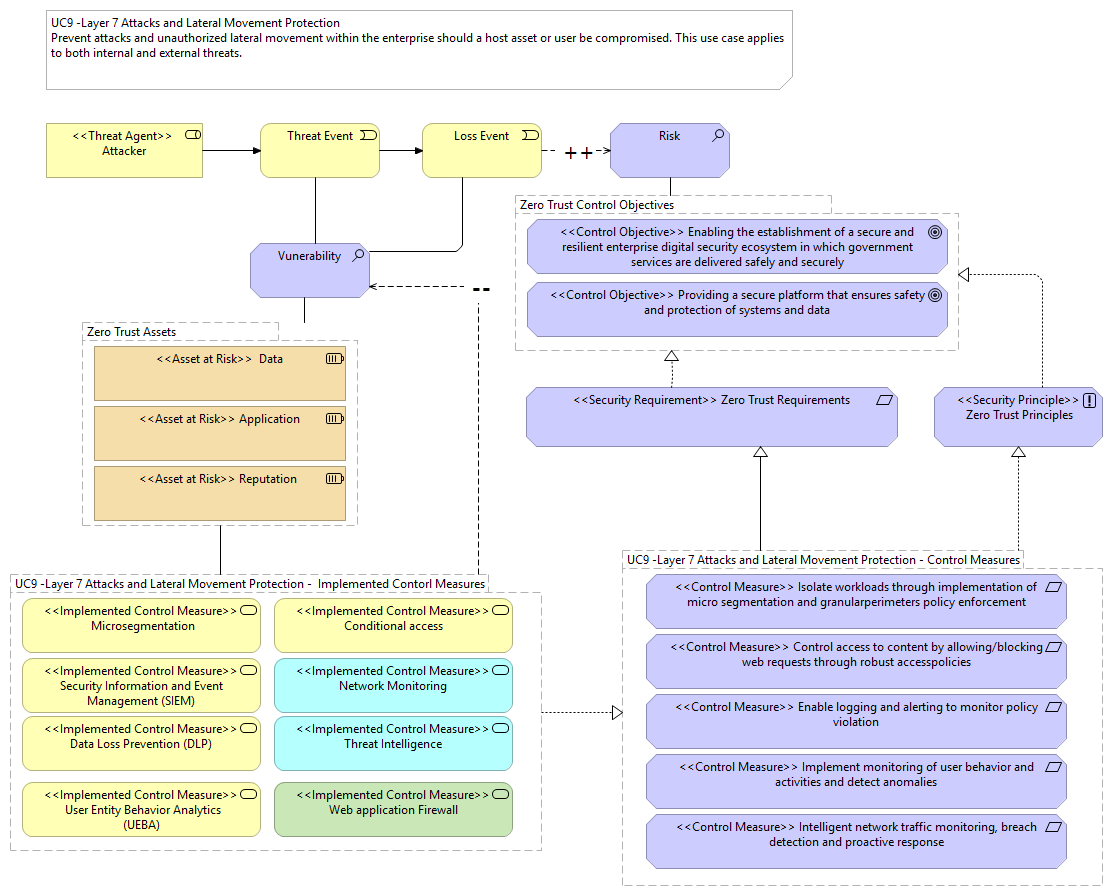 UC9 -Layer 7 Attacks and Lateral Movement Protection
Prevent attacks and unauthorized lateral movement within the enterprise should a host asset or user be compromised. This use case applies
to both internal and external threats.
<<Threat Agent>>
Attacker
Threat Event
Loss Event
++
Risk
Zero Trust Control Objectives
<<Control Objective>> Enabling the establishment of a secure and
resilient enterprise digital security ecosystem in which government
services are delivered safely and securely
<<Control Objective>> Providing a secure platform that ensures safety
and protection of systems and data
Vunerability
--
Zero Trust Assets
<<Asset at Risk>> Data
<<Asset at Risk>> Application
<<Asset at Risk>> Reputation
<<Security Requirement>> Zero Trust Requirements
<<Security Principle>>
Zero Trust Principles
UC9 -Layer 7 Attacks and Lateral Movement Protection - Implemented Contorl Measures
<<Implemented Control Measure>>
Microsegmentation
<<Implemented Control Measure>>
Conditional access
<<Implemented Control Measure>>
Security Information and Event
Management (SIEM)
<<Implemented Control Measure>>
Network Monitoring
<<Implemented Control Measure>>
Data Loss Prevention (DLP)
<<Implemented Control Measure>>
Threat Intelligence
<<Implemented Control Measure>>
User Entity Behavior Analytics
(UEBA)
<<Implemented Control Measure>>
Web application Firewall
UC9 -Layer 7 Attacks and Lateral Movement Protection - Control Measures
<<Control Measure>> Isolate workloads through implementation of
micro segmentation and granularperimeters policy enforcement
<<Control Measure>> Control access to content by allowing/blocking
web requests through robust accesspolicies
<<Control Measure>> Enable logging and alerting to monitor policy
violation
<<Control Measure>> Implement monitoring of user behavior and
activities and detect anomalies
<<Control Measure>> Intelligent network traffic monitoring, breach
detection and proactive response